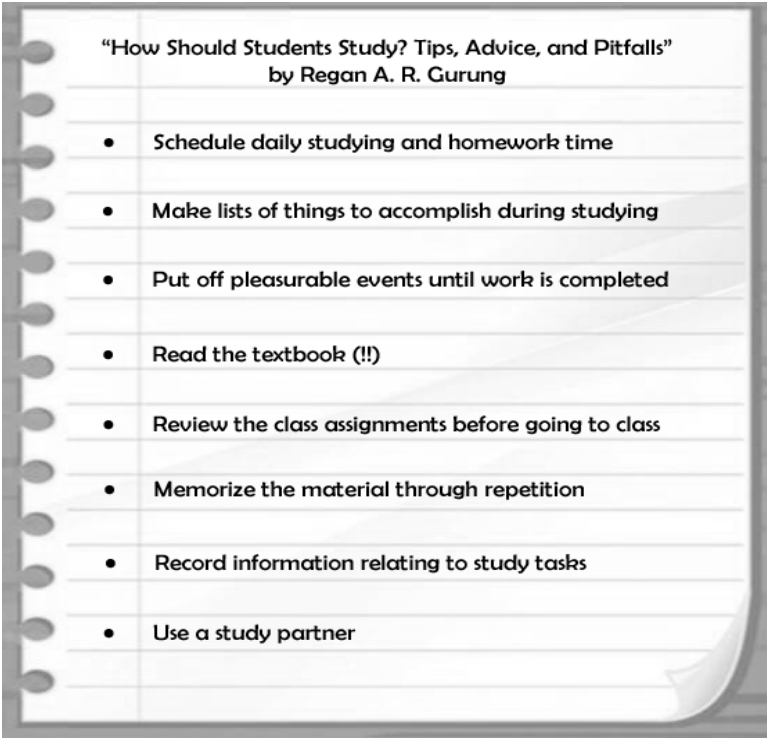 “How Should Students Study? Tips, Advice, and Pitfalls”
by Regan A. R. Gurung
• Schedule daily studying and homework time
• Make lists of things to accomplish during studying
• Put off pleasurable events until work is completed
• Read the textbook (!!)
• Review the class assignments before going to class
• Memorize the material through repetition
• Record information relating to study tasks
• Use a study partner